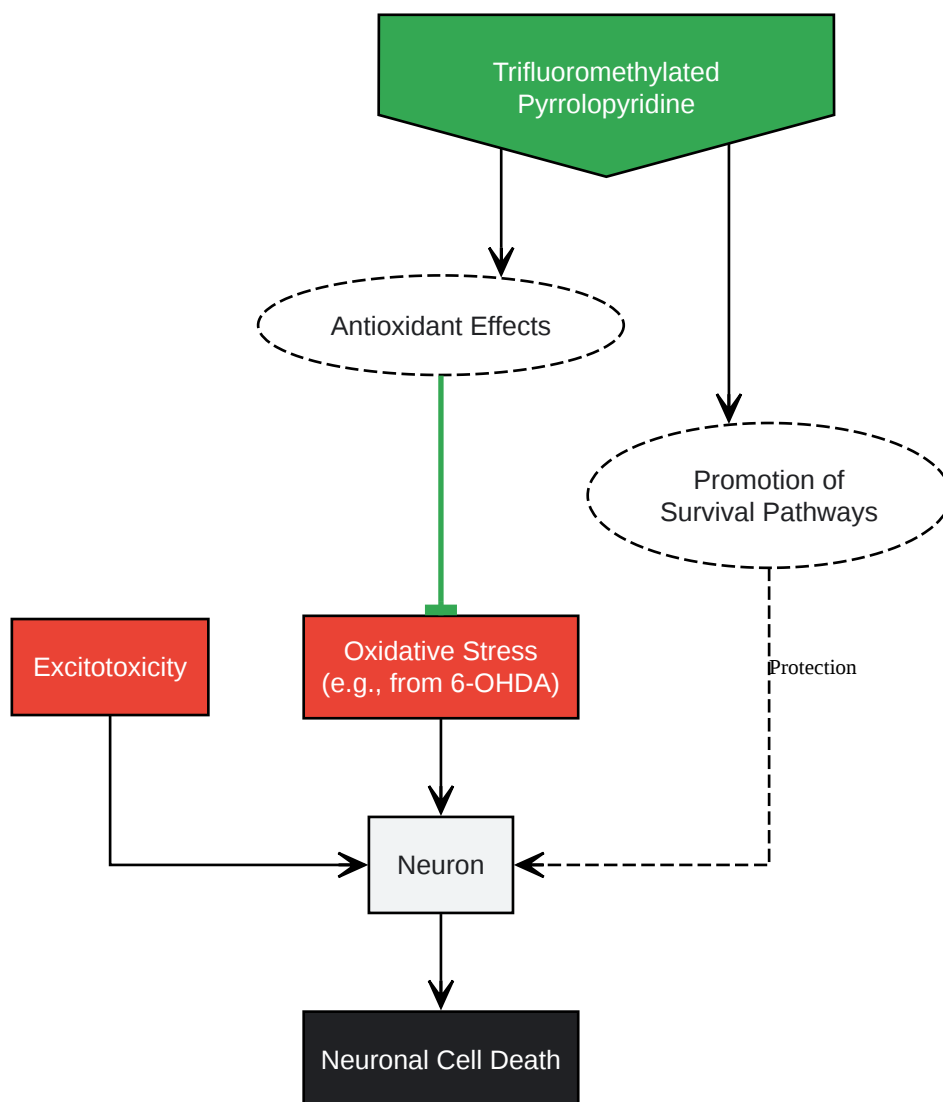 Trifluoromethylated
Pyrrolopyridine
Antioxidant Effects
Promotion of
Survival Pathways
Excitotoxicity
Oxidative Stress
(e.g., from 6-OHDA)
Protection
Neuron
Neuronal Cell Death